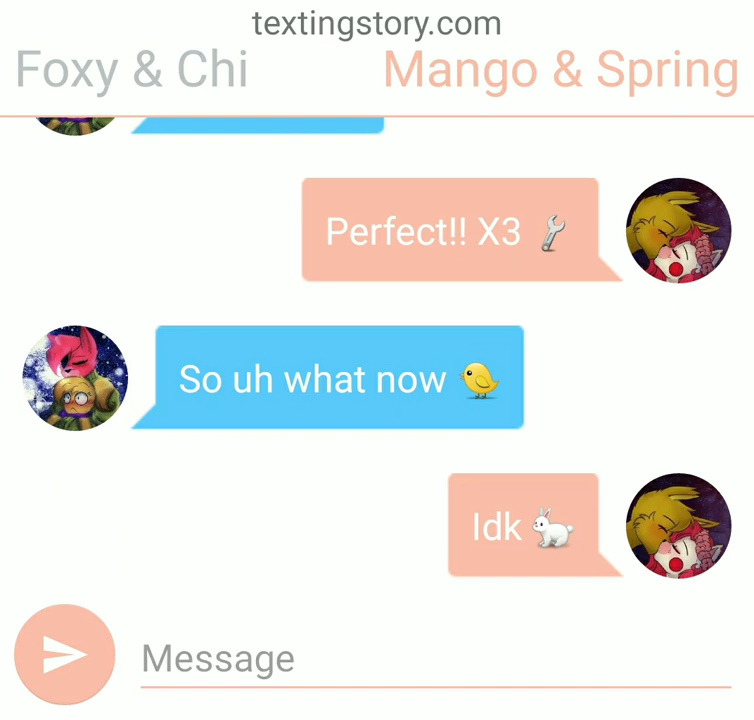 textingstory.com
Foxy & Chi
Mango & Spring
Perfect!! X3 🔧
So uh what now 🐤
Idk 🐇
Message